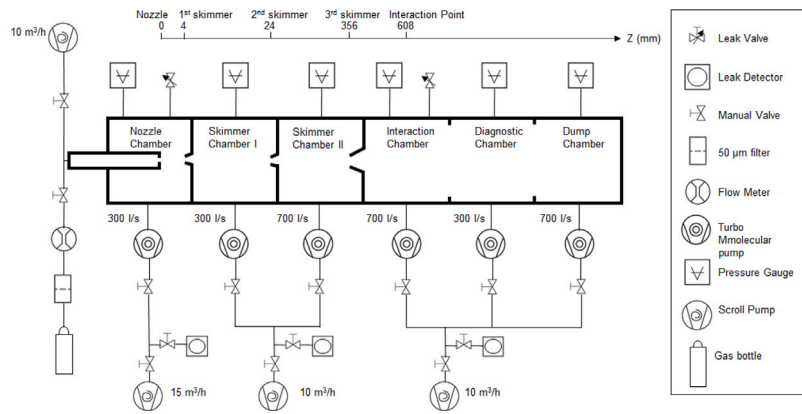 10 m³/h
Nozzle 1st skimmer 2nd skimmer 3rd skimmer Interaction Point
0 4 24 356 608
Z (mm)
Nozzle
Chamber
Skimmer
Chamber I
Skimmer
Chamber II
Interaction
Chamber
Diagnostic
Chamber
Dump
Chamber
300 l/s 300 l/s 700 l/s 700 l/s 300 l/s 700 l/s
15 m³/h 10 m³/h 10 m³/h
Leak Valve
Leak Detector
Manual Valve
50 µm filter
Flow Meter
Turbo
Mmolecular
pump
Pressure Gauge
Scroll Pump
Gas bottle